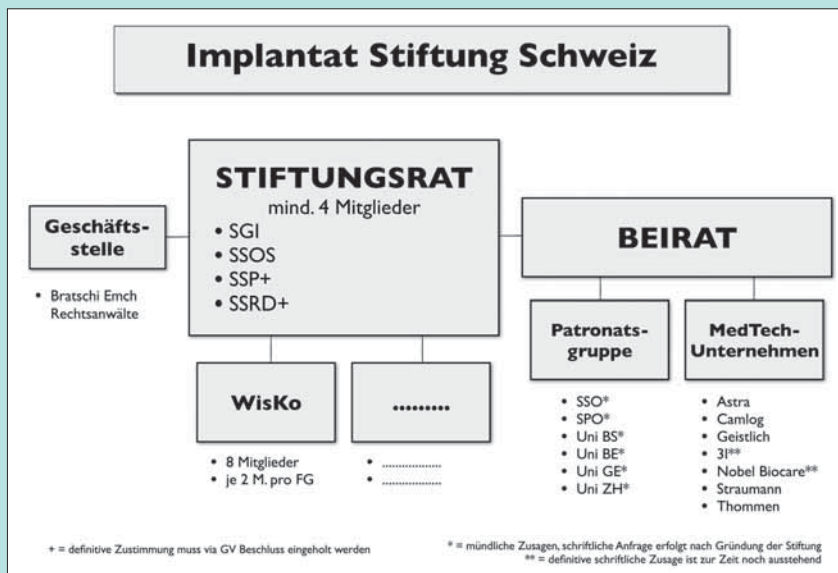 Implantat Stiftung Schweiz
STIFTUNGSRAT
mind. 4 Mitglieder
• SGI
• SSOS
• SSP+
• SSRD+
Geschäfts-
stelle
• Bratschi Emch
Rechtsanwälte
BEIRAT
WisKo
• 8 Mitglieder
• je 2 M. pro FG
.........
• .................
• .................
Patronats-
gruppe
• SSO*
• SPO*
• Uni BS*
• Uni BE*
• Uni GE*
• Uni ZH*
MedTech-
Unternehmen
• Astra
• Camlog
• Geistlich
• 3I**
• Nobel Biocare**
• Straumann
• Thommen
+ = definitive Zustimmung muss via GV Beschluss eingeholt werden
* = mündliche Zusagen, schriftliche Anfrage erfolgt nach Gründung der Stiftung
** = definitive schriftliche Zusage ist zur Zeit noch ausstehend